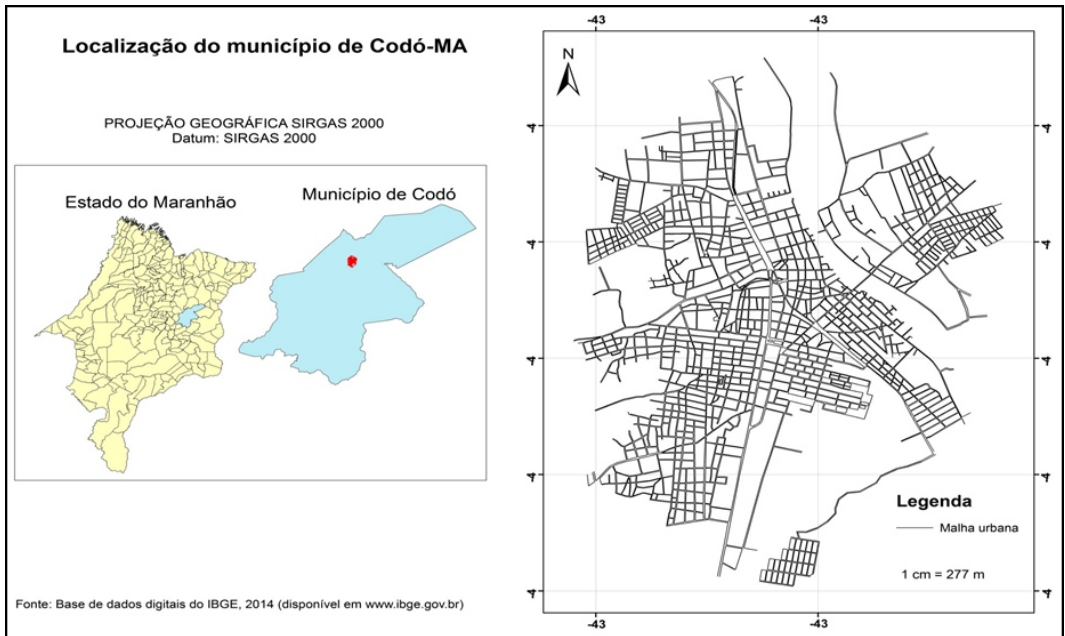 Localização do município de Codó-MA
PROJEÇÃO GEOGRÁFICA SIRGAS 2000
Datum: SIRGAS 2000
Estado do Maranhão
Município de Codó
Fonte: Base de dados digitais do IBGE, 2014 (disponível em www.ibge.gov.br)
-43 -43
N
-4 -4
-4 -4
-4 -4
-4 -4
Legenda
Malha urbana
1 cm = 277 m
-4 -4
-43 -43